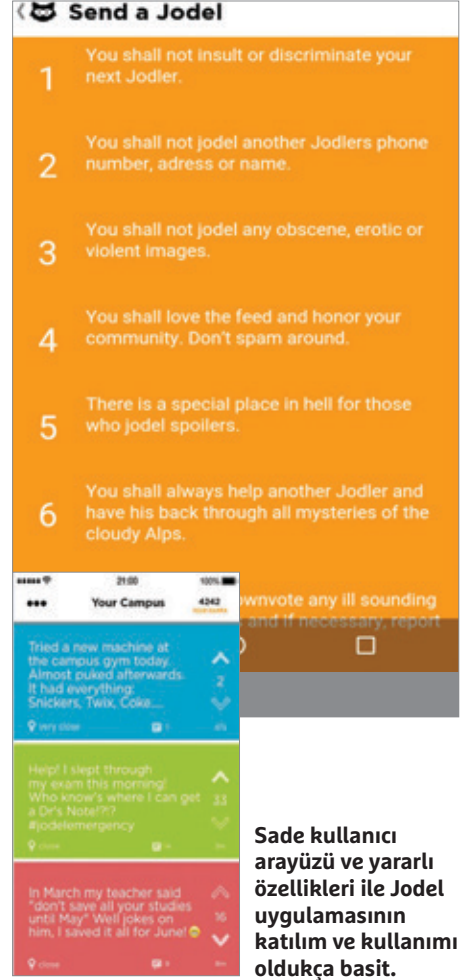 Send a Jodel
1
You shall not insult or discriminate your
next Jodler.
2
You shall not jodel another Jodlers phone
number, adress or name.
3
You shall not jodel any obscene, erotic or
violent images.
4
You shall love the feed and honor your
community. Don't spam around.
5
There is a special place in hell for those
who jodel spoilers.
6
You shall always help another Jodler and
have his back through all mysteries of the
cloudy Alps.
ownvote any ill sounding
and if necessary, report
21:00 100%
Your Campus 4242
Tried a new machine at
the campus gym today.
Almost puked afterwards.
It had everything:
Snickers, Twix, Coke....
2
very close
Help! I slept through
my exam this morning!
Who know's where I can get
a Dr's Note!?!?
#jodelemergency
33
close
In March my teacher said
"don't save all your studies
until May" Well jokes on
him, I saved it all for June!
16
close
Sade kullanıcı
arayüzü ve yararlı
özellikleri ile Jodel
uygulamasının
katılım ve kullanımı
oldukça basit.